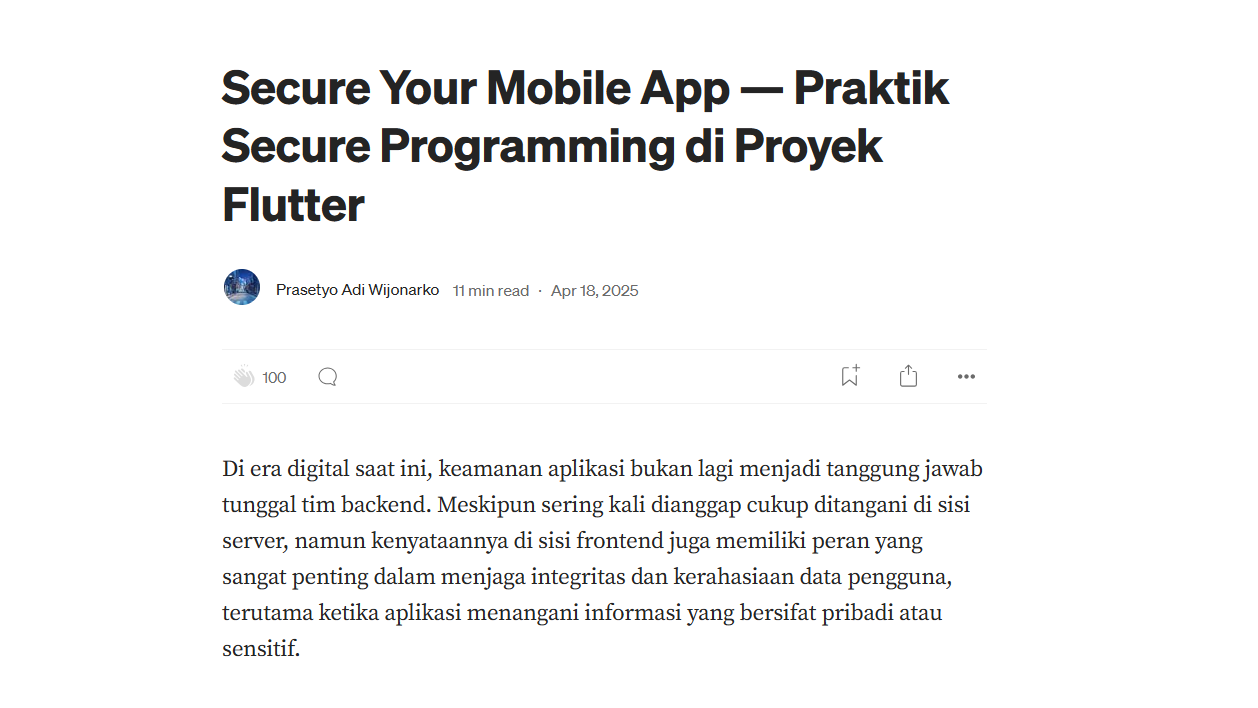 Secure Your Mobile App — Praktik
Secure Programming di Proyek
Flutter
Prasetyo Adi Wijonarko 11 min read · Apr 18, 2025
100
Di era digital saat ini, keamanan aplikasi bukan lagi menjadi tanggung jawab
tunggal tim backend. Meskipun sering kali dianggap cukup ditangani di sisi
server, namun kenyataannya di sisi frontend juga memiliki peran yang
sangat penting dalam menjaga integritas dan kerahasiaan data pengguna,
terutama ketika aplikasi menangani informasi yang bersifat pribadi atau
sensitif.